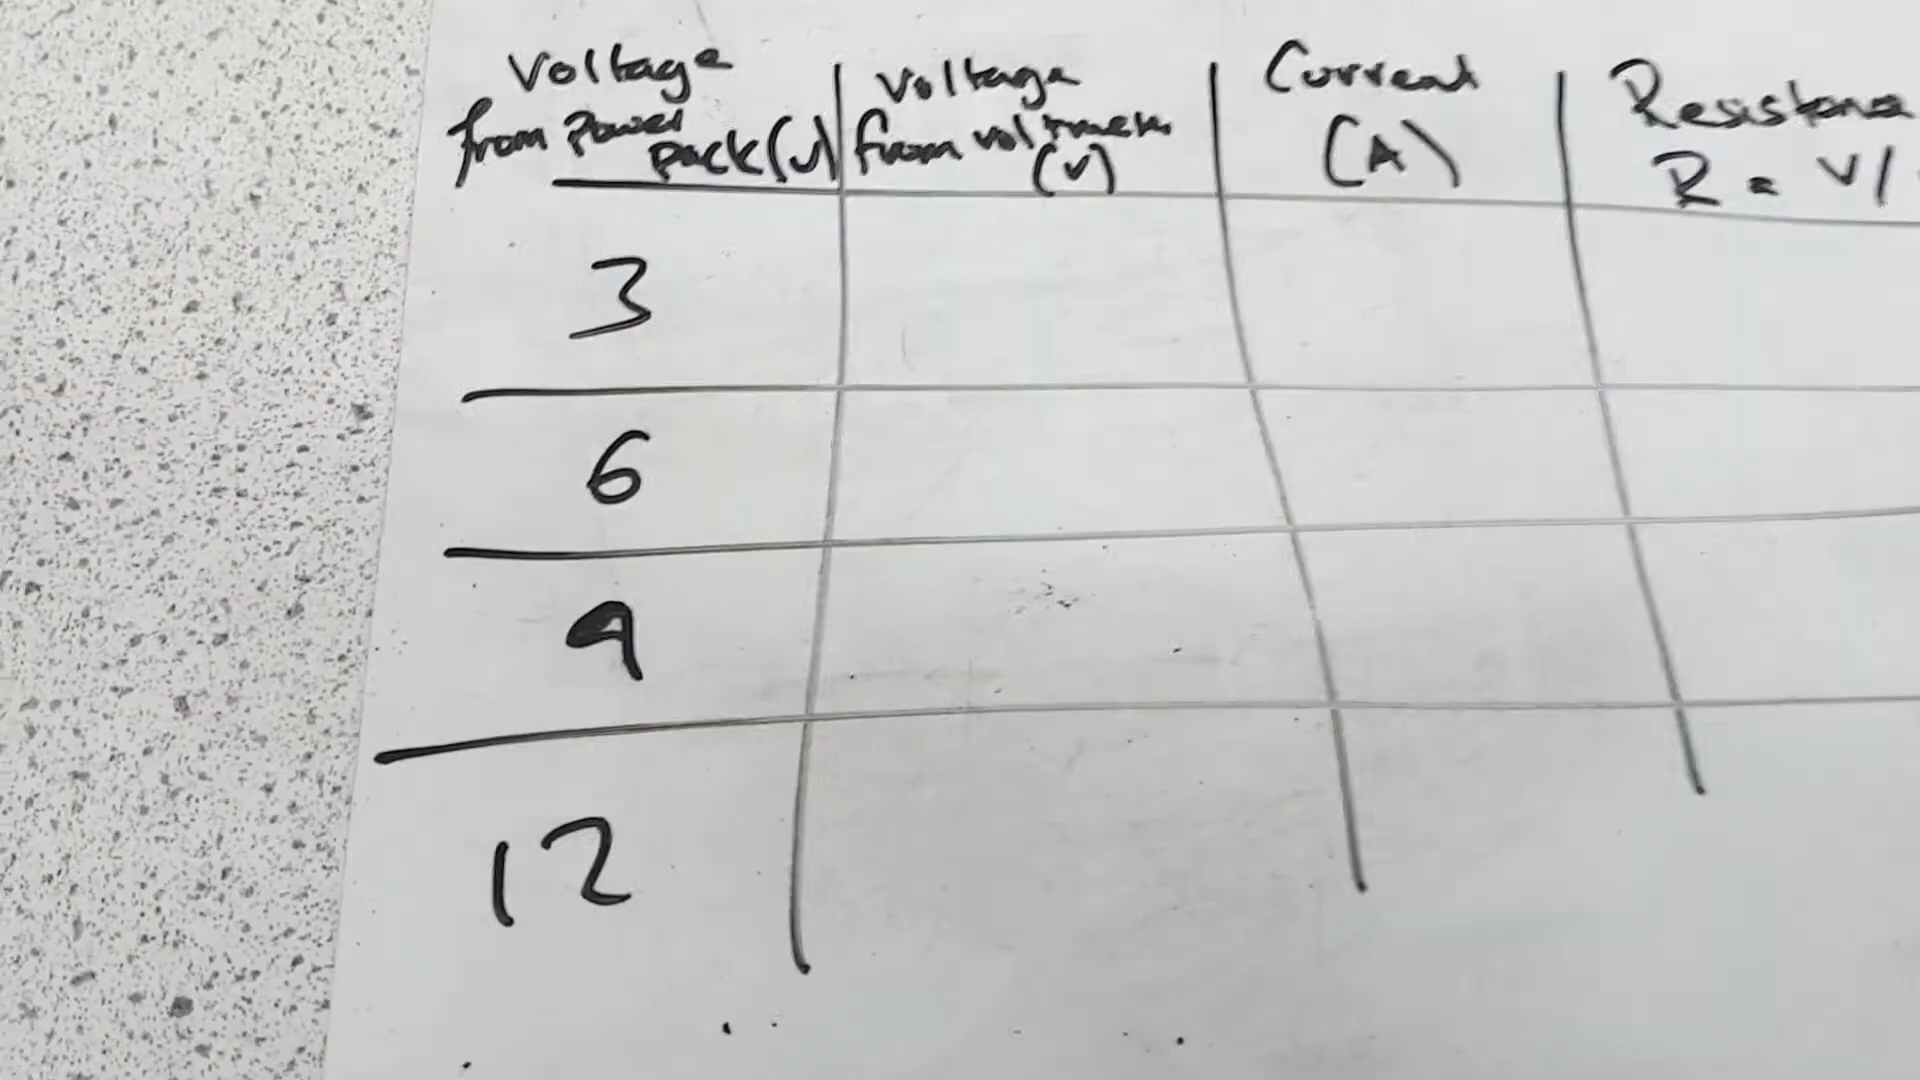 Voltage
from Power
pack (V)
Voltage
from voltmeter
(V)
Current
(A)
Resistance
R = V/
3
6
9
12